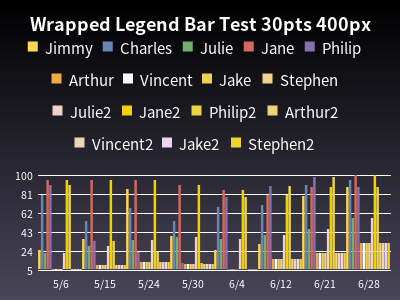 Wrapped Legend Bar Test 30pts 400px
Jimmy Charles Julie Jane Philip
Arthur Vincent Jake Stephen
Julie2 Jane2 Philip2 Arthur2
Vincent2 Jake2 Stephen2
100
81
62
43
24
5
5/6 5/15 5/24 5/30 6/4 6/12 6/21 6/28